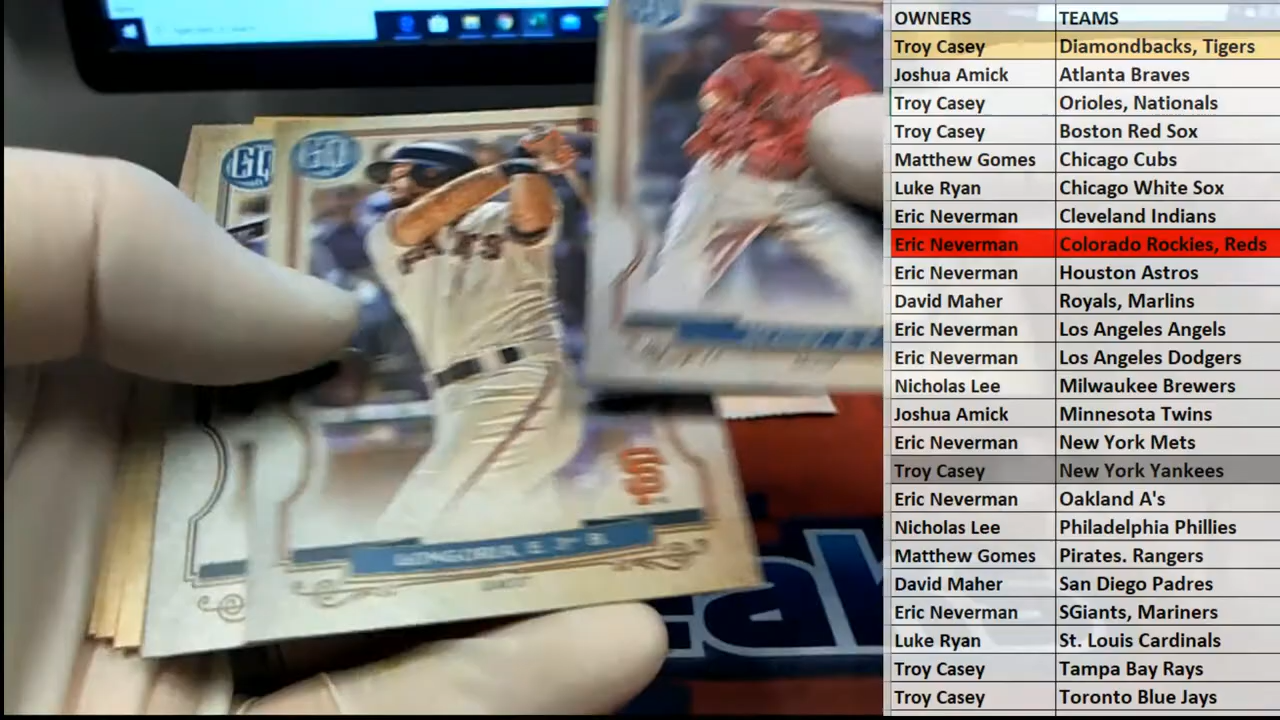 OWNERS TEAMS
Troy Casey Diamondbacks, Tigers
Joshua Amick Atlanta Braves
Troy Casey Orioles, Nationals
Troy Casey Boston Red Sox
Matthew Gomes Chicago Cubs
Luke Ryan Chicago White Sox
Eric Neverman Cleveland Indians
Eric Neverman Colorado Rockies, Reds
Eric Neverman Houston Astros
David Maher Royals, Marlins
Eric Neverman Los Angeles Angels
Eric Neverman Los Angeles Dodgers
Nicholas Lee Milwaukee Brewers
Joshua Amick Minnesota Twins
Eric Neverman New York Mets
Troy Casey New York Yankees
Eric Neverman Oakland A's
Nicholas Lee Philadelphia Phillies
Matthew Gomes Pirates. Rangers
David Maher San Diego Padres
Eric Neverman SGiants, Mariners
Luke Ryan St. Louis Cardinals
Troy Casey Tampa Bay Rays
Troy Casey Toronto Blue Jays
GQ
GQ
SF
LONGORIA, E. 3rd B.